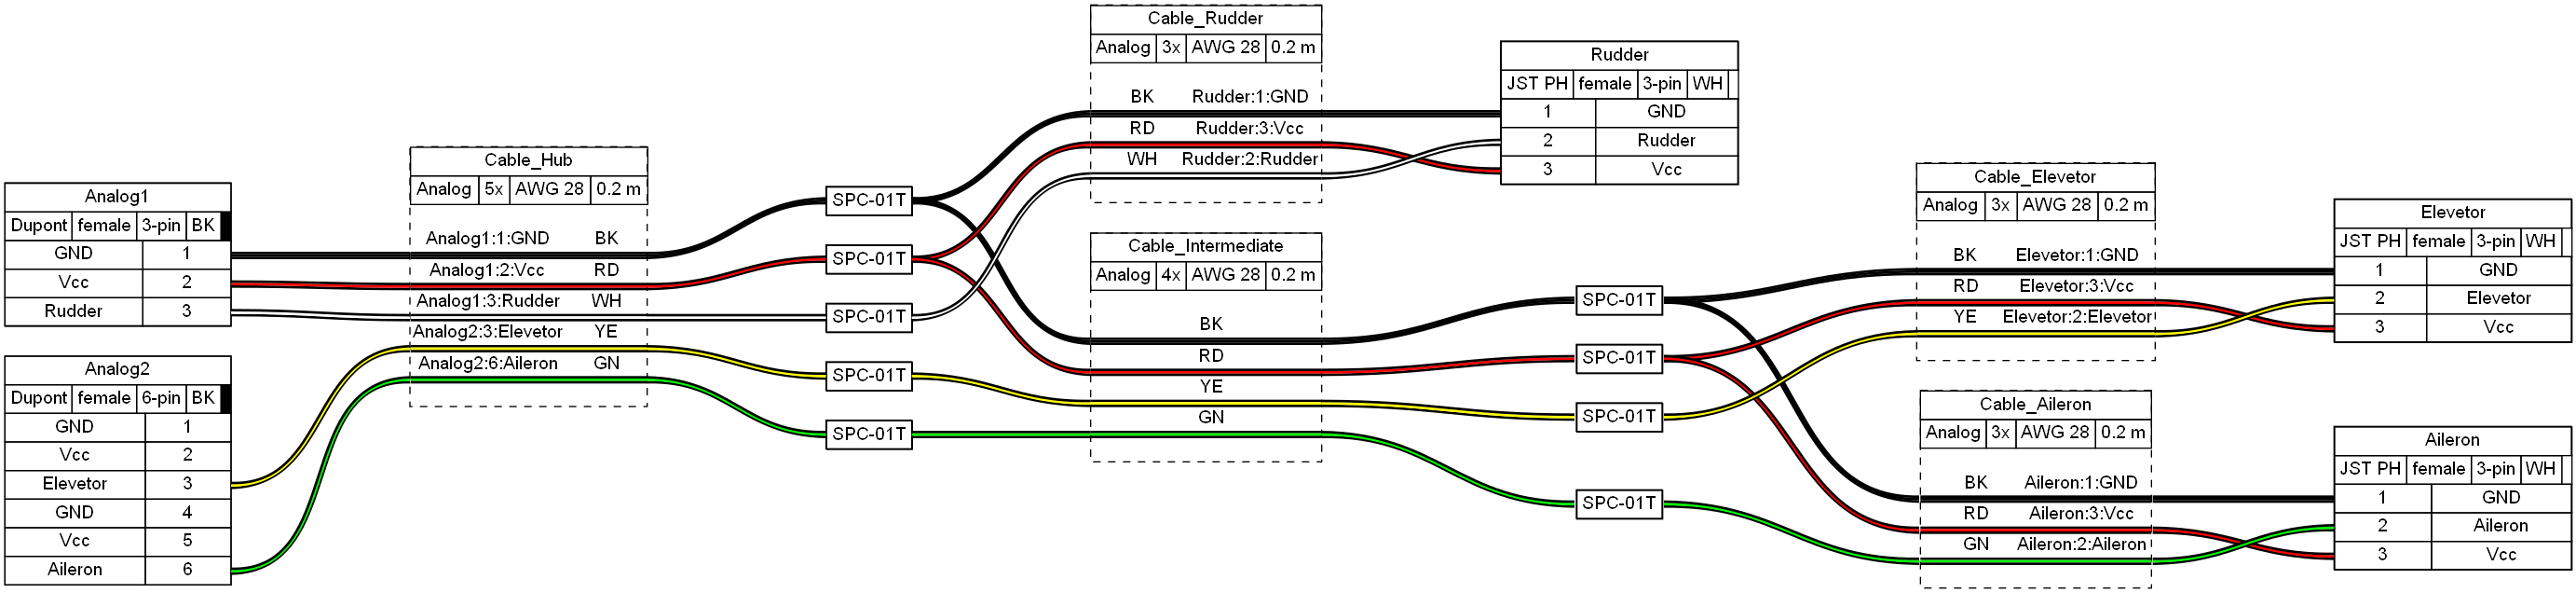 Analog1
Dupont female 3-pin BK
GND 1
Vcc 2
Rudder 3
Analog2
Dupont female 6-pin BK
GND 1
Vcc 2
Elevetor 3
GND 4
Vcc 5
Aileron 6
Cable_Hub
Analog 5x AWG 28 0.2 m
Analog1:1:GND BK
Analog1:2:Vcc RD
Analog1:3:Rudder WH
Analog2:3:Elevetor YE
Analog2:6:Aileron GN
SPC-01T
SPC-01T
SPC-01T
SPC-01T
SPC-01T
Cable_Rudder
Analog 3x AWG 28 0.2 m
BK Rudder:1:GND
RD Rudder:3:Vcc
WH Rudder:2:Rudder
Cable_Intermediate
Analog 4x AWG 28 0.2 m
BK
RD
YE
GN
Rudder
JST PH female 3-pin WH
1 GND
2 Rudder
3 Vcc
SPC-01T
SPC-01T
SPC-01T
SPC-01T
Cable_Elevetor
Analog 3x AWG 28 0.2 m
BK Elevetor:1:GND
RD Elevetor:3:Vcc
YE Elevetor:2:Elevetor
Cable_Aileron
Analog 3x AWG 28 0.2 m
BK Aileron:1:GND
RD Aileron:3:Vcc
GN Aileron:2:Aileron
Elevetor
JST PH female 3-pin WH
1 GND
2 Elevetor
3 Vcc
Aileron
JST PH female 3-pin WH
1 GND
2 Aileron
3 Vcc